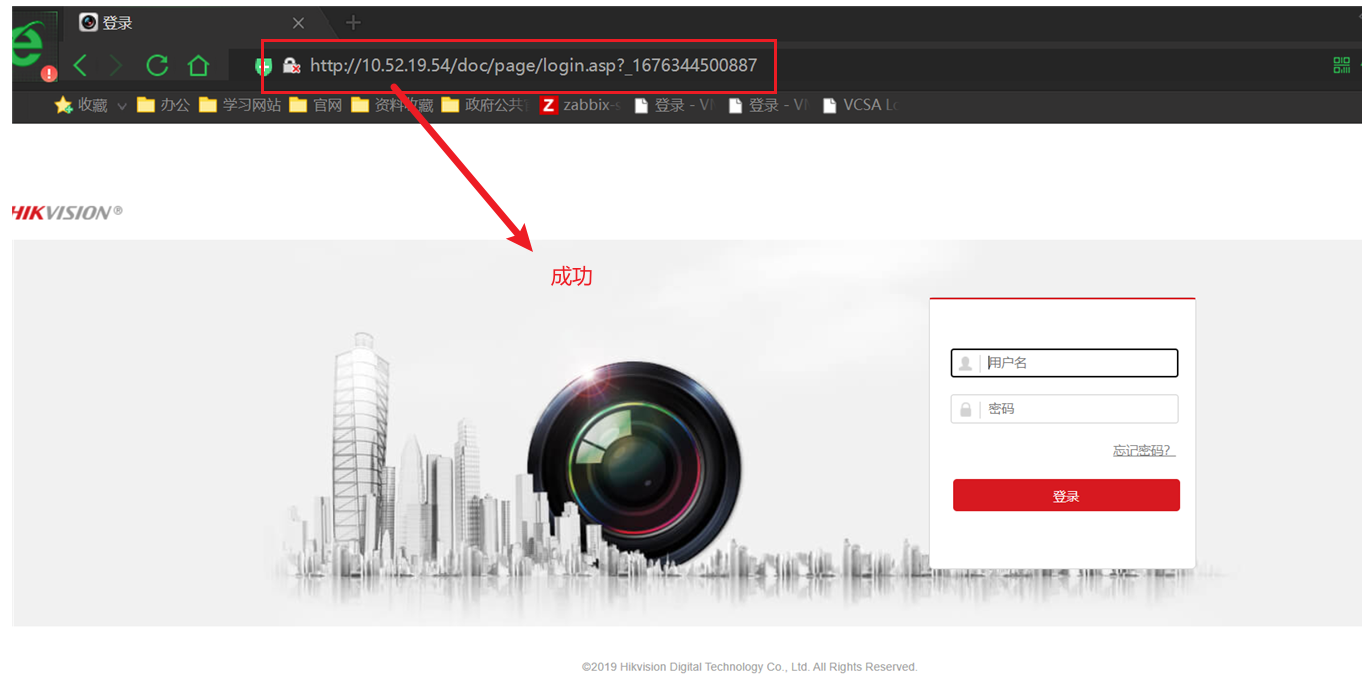 登录
http://10.52.19.54/doc/page/login.asp?_1676344500887
收藏 办公 学习网站 官网 资料收藏 政府公共 Z zabbix-s 登录 - VM 登录 - VM VCSA Lo
HIKVISION®
成功
用户名
密码
忘记密码?
登录
©2019 Hikvision Digital Technology Co., Ltd. All Rights Reserved.